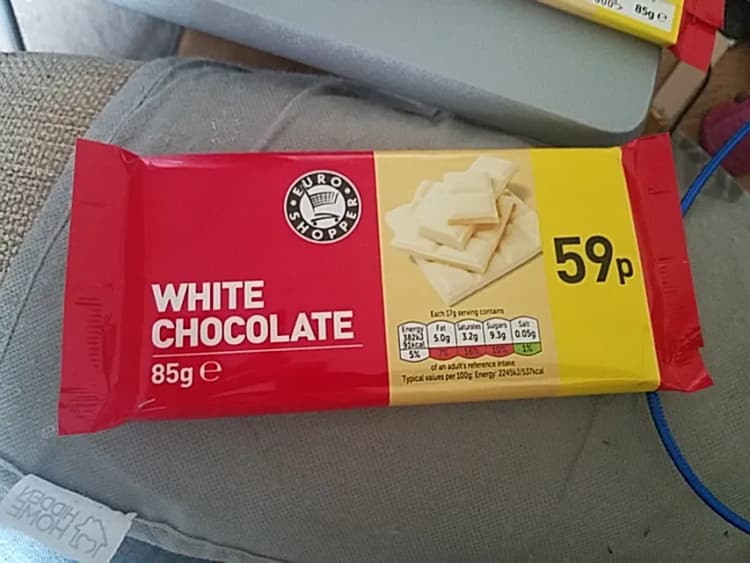 85g e
EURO
SHOPPER
WHITE
CHOCOLATE
85g e
59p
Each 17g serving contains
Energy Fat Saturates Sugars Salt
382kJ 5.0g 3.2g 9.3g 0.05g
91kcal
5% 7% 16% 10% 1%
of an adult's reference intake
Typical values per 100g: Energy 2245kJ/537kcal
HOME
HIDDEN